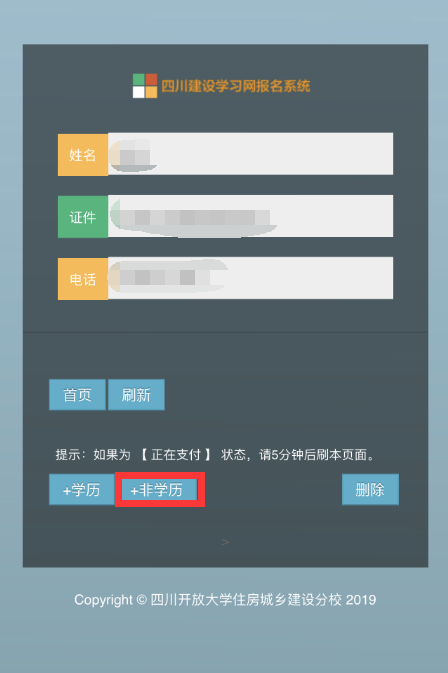 四川建设学习网报名系统
姓名
证件
电话
首页 刷新
提示：如果为 【 正在支付 】 状态，请5分钟后刷本页面。
+学历 +非学历 删除
>
Copyright © 四川开放大学住房城乡建设分校 2019